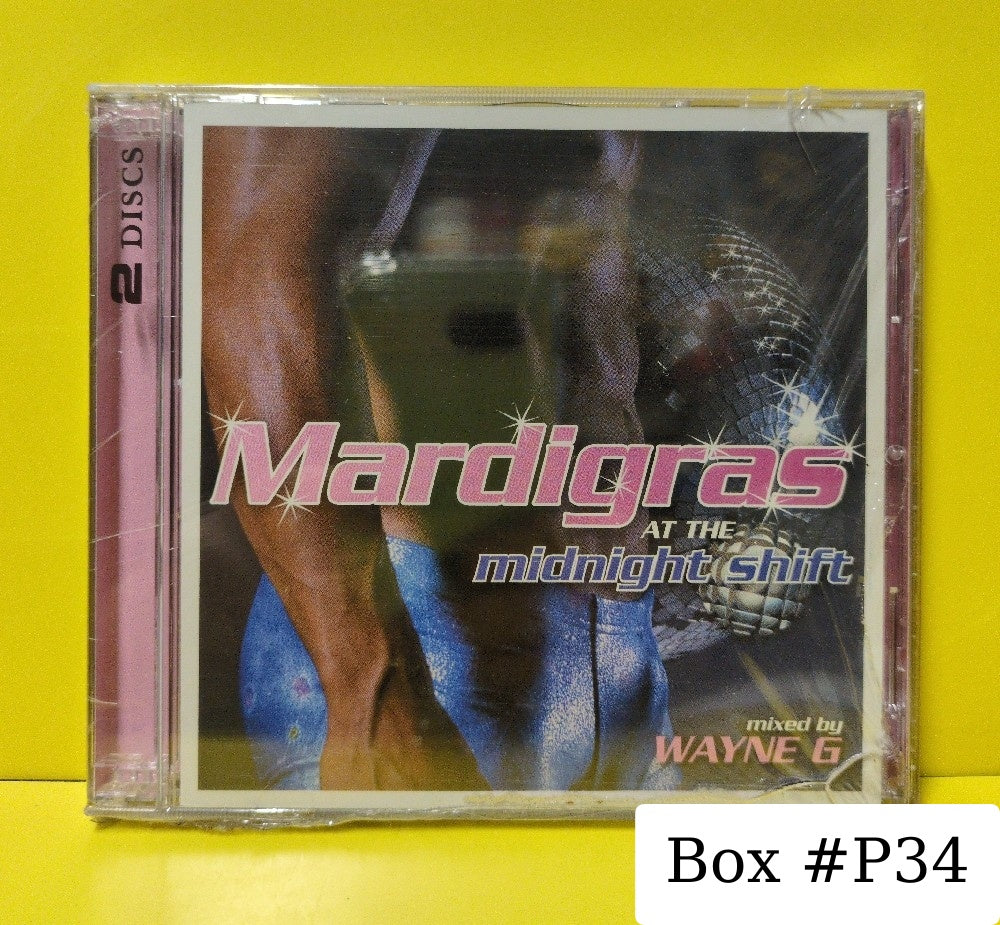 2 DISCS
Mardigras
AT THE
midnight shift
mixed by
WAYNE G
Box #P34